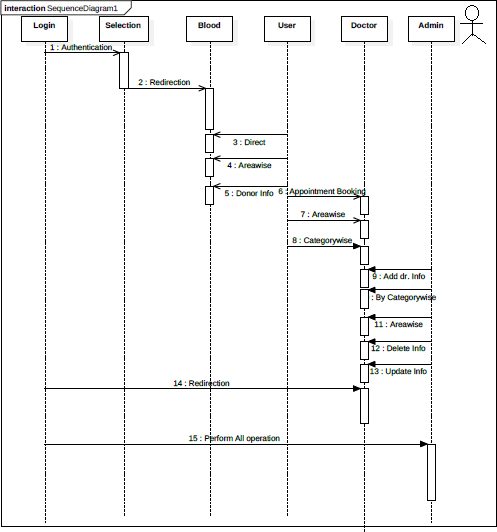 interaction SequenceDiagram1
Login Selection Blood User Doctor Admin
1 : Authentication
2 : Redirection
3 : Direct
4 : Areawise
5 : Donor Info
6 : Appointment Booking
7 : Areawise
8 : Categorywise
9 : Add dr. Info
: By Categorywise
11 : Areawise
12 : Delete Info
13 : Update Info
14 : Redirection
15 : Perform All operation